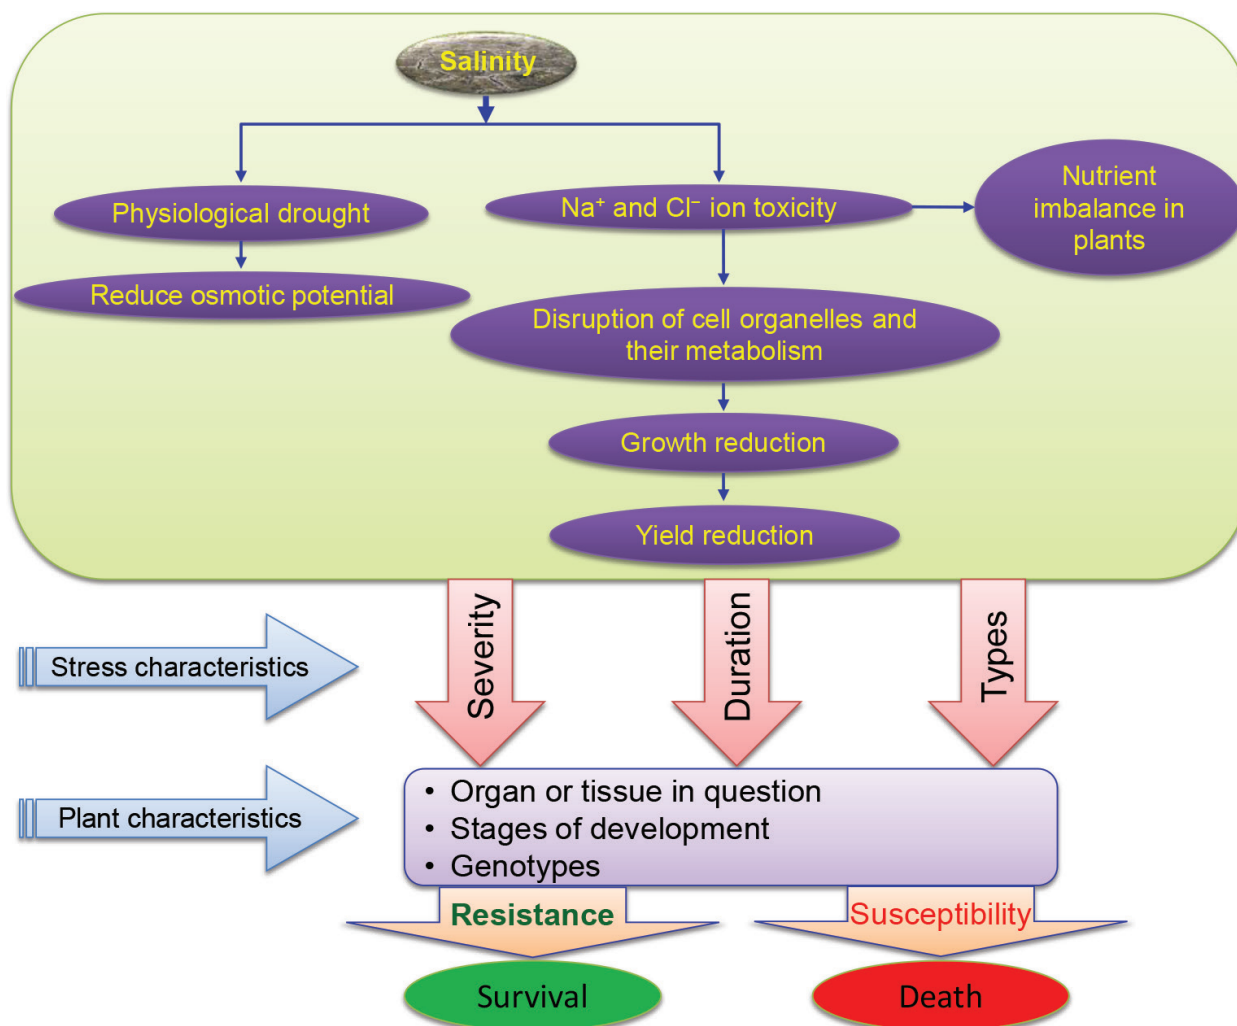 Salinity
Physiological drought
Na⁺ and Cl⁻ ion toxicity
Nutrient
imbalance in
plants
Reduce osmotic potential
Disruption of cell organelles and
their metabolism
Growth reduction
Yield reduction
Stress characteristics
Severity
Duration
Types
Plant characteristics
• Organ or tissue in question
• Stages of development
• Genotypes
Resistance
Susceptibility
Survival
Death